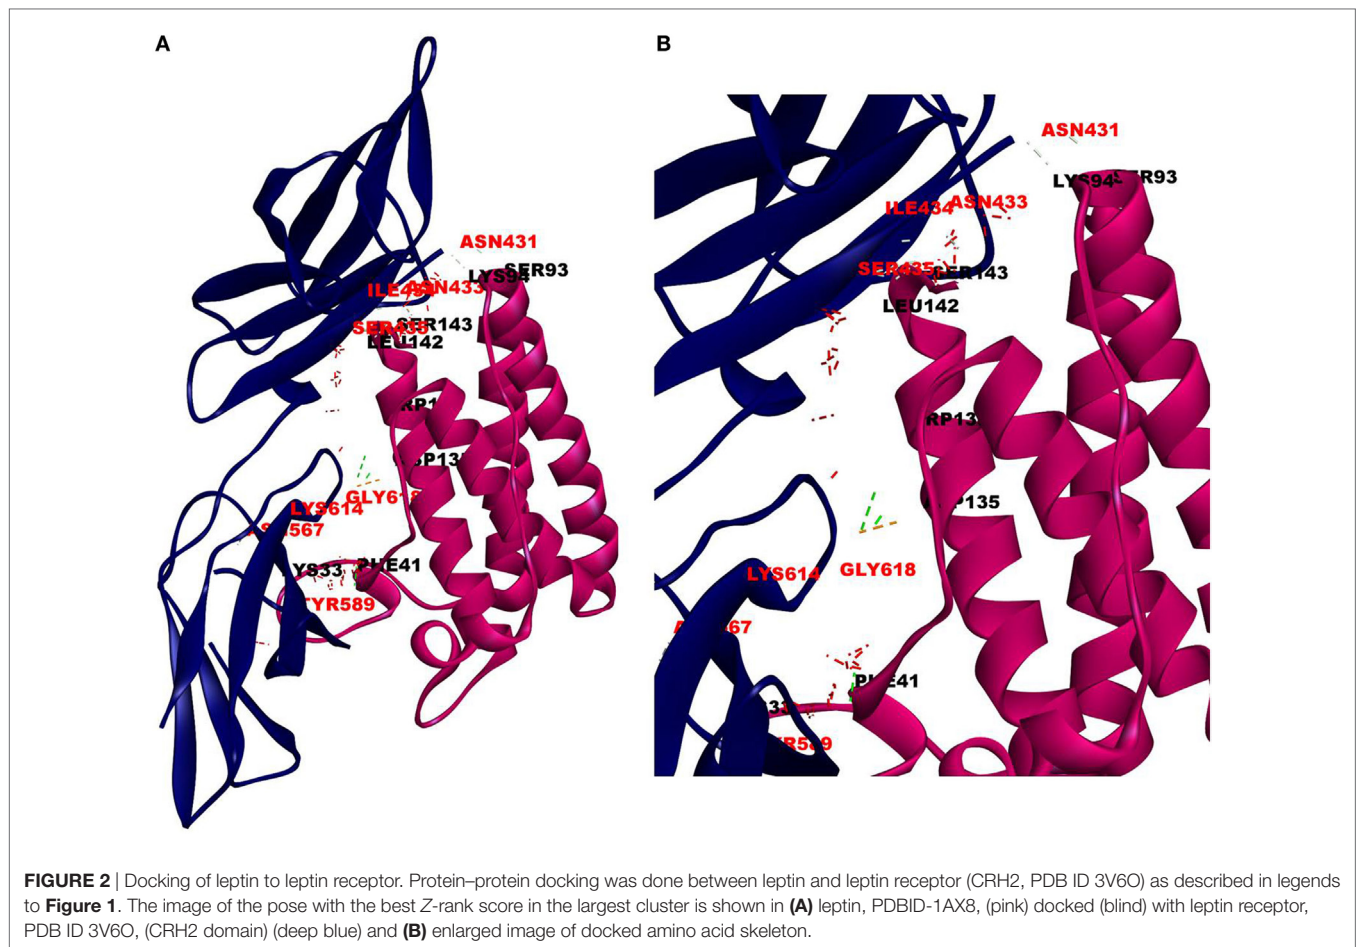 A
B
ASN431
LYS94
SER93
ASN433
SER143
SER435
LEU142
GLY618
LYS614
PHE41
TYR589
ASN431
LYS94
SER93
ILE434
ASN433
SER435
SER143
LEU142
LYS614
GLY618
PHE41
FIGURE 2 | Docking of leptin to leptin receptor. Protein–protein docking was done between leptin and leptin receptor (CRH2, PDB ID 3V6O) as described in legends
to Figure 1. The image of the pose with the best Z-rank score in the largest cluster is shown in (A) leptin, PDBID-1AX8, (pink) docked (blind) with leptin receptor,
PDB ID 3V6O, (CRH2 domain) (deep blue) and (B) enlarged image of docked amino acid skeleton.